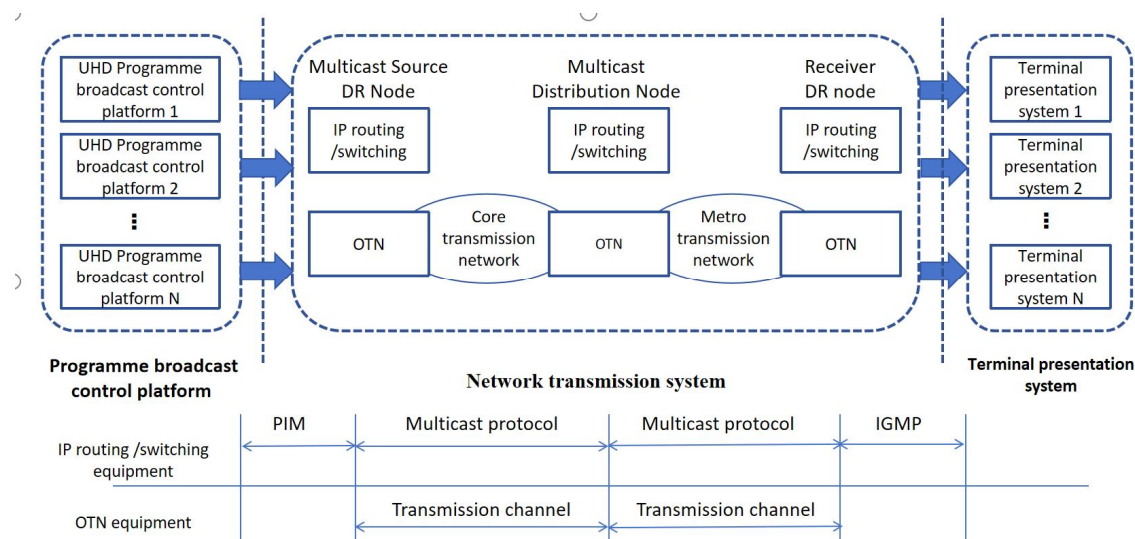 UHD Programme
broadcast control
platform 1
UHD Programme
broadcast control
platform 2
⋮
UHD Programme
broadcast control
platform N
Programme broadcast
control platform
Multicast Source
DR Node
IP routing
/switching
Multicast
Distribution Node
IP routing
/switching
Receiver
DR node
IP routing
/switching
OTN
Core
transmission
network
OTN
Metro
transmission
network
OTN
Network transmission system
Terminal
presentation
system 1
Terminal
presentation
system 2
⋮
Terminal
presentation
system N
Terminal presentation
system
IP routing /switching
equipment
PIM
Multicast protocol
Multicast protocol
IGMP
OTN equipment
Transmission channel
Transmission channel